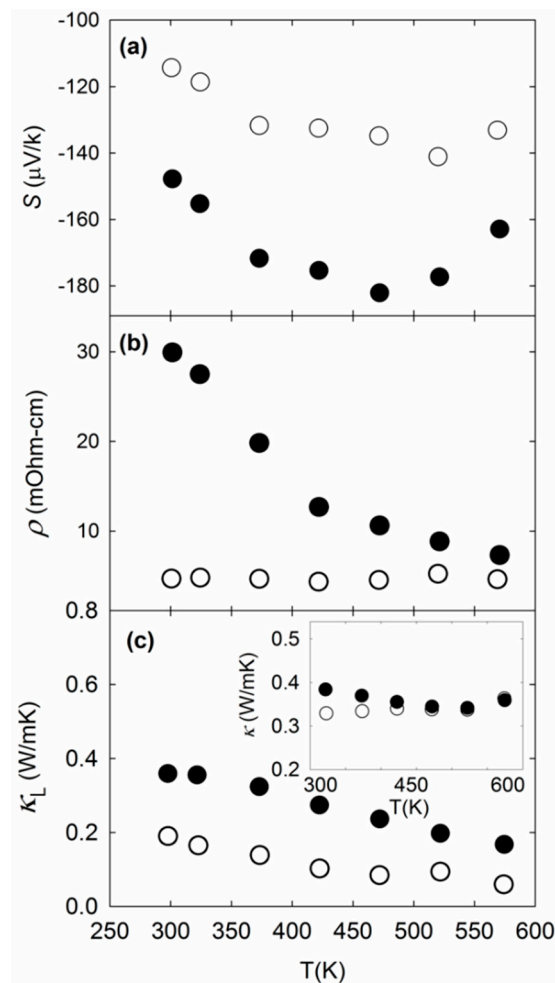 -100
(a)
-120
-140
-160
-180
S (μV/k)
(b)
30
20
10
ρ (mOhm-cm)
0.8
(c)
0.6
0.4
0.2
0.0
κL (W/mK)
0.5
0.4
0.3
0.2
κ (W/mK)
300 450 600
T(K)
250 300 350 400 450 500 550 600
T(K)